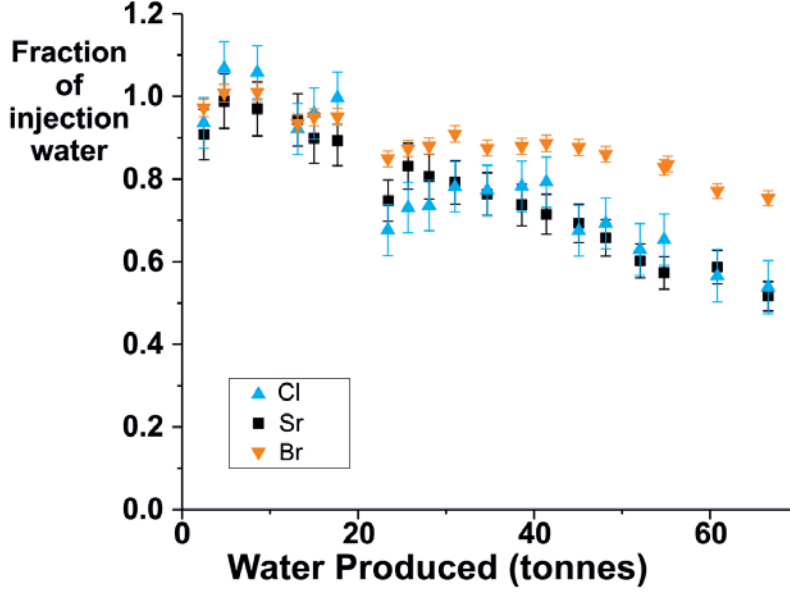 Fraction
of
injection
water
1.2
1.0
0.8
0.6
0.4
0.2
0.0
Cl
Sr
Br
0 20 40 60
Water Produced (tonnes)